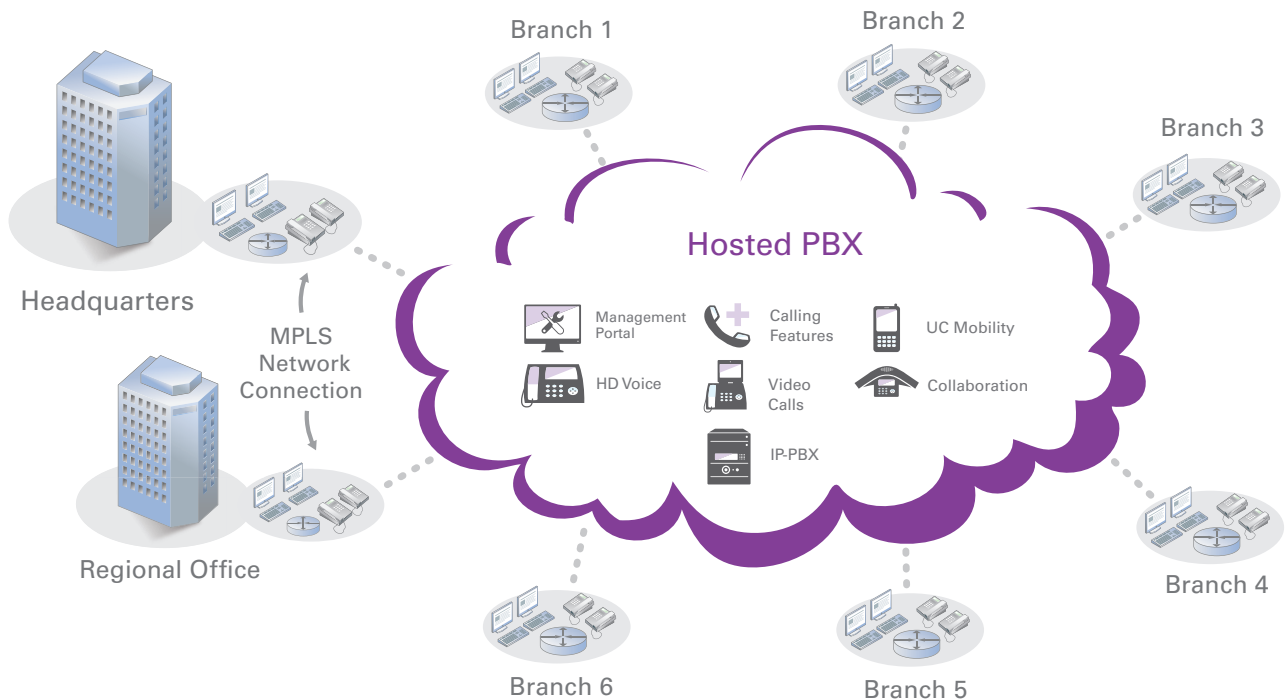 Branch 1
Branch 2
Branch 3
Hosted PBX
Headquarters
MPLS
Network
Connection
Management
Portal
Calling
Features
UC Mobility
HD Voice
Video
Calls
Collaboration
IP-PBX
Regional Office
Branch 4
Branch 6
Branch 5